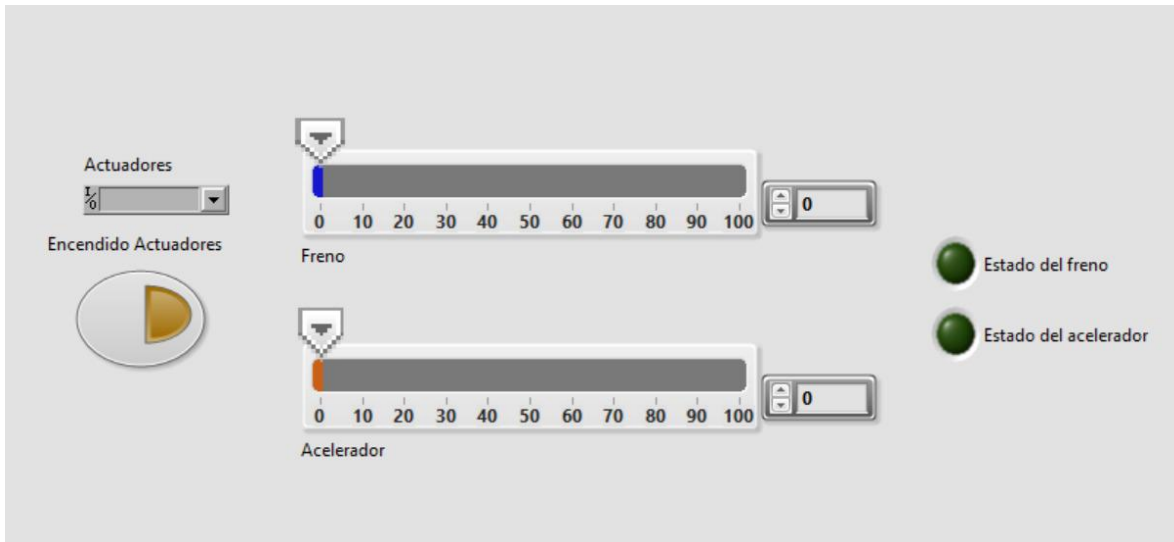 Actuadores
I/O
Encendido Actuadores
0 10 20 30 40 50 60 70 80 90 100
0
Freno
0 10 20 30 40 50 60 70 80 90 100
0
Acelerador
Estado del freno
Estado del acelerador